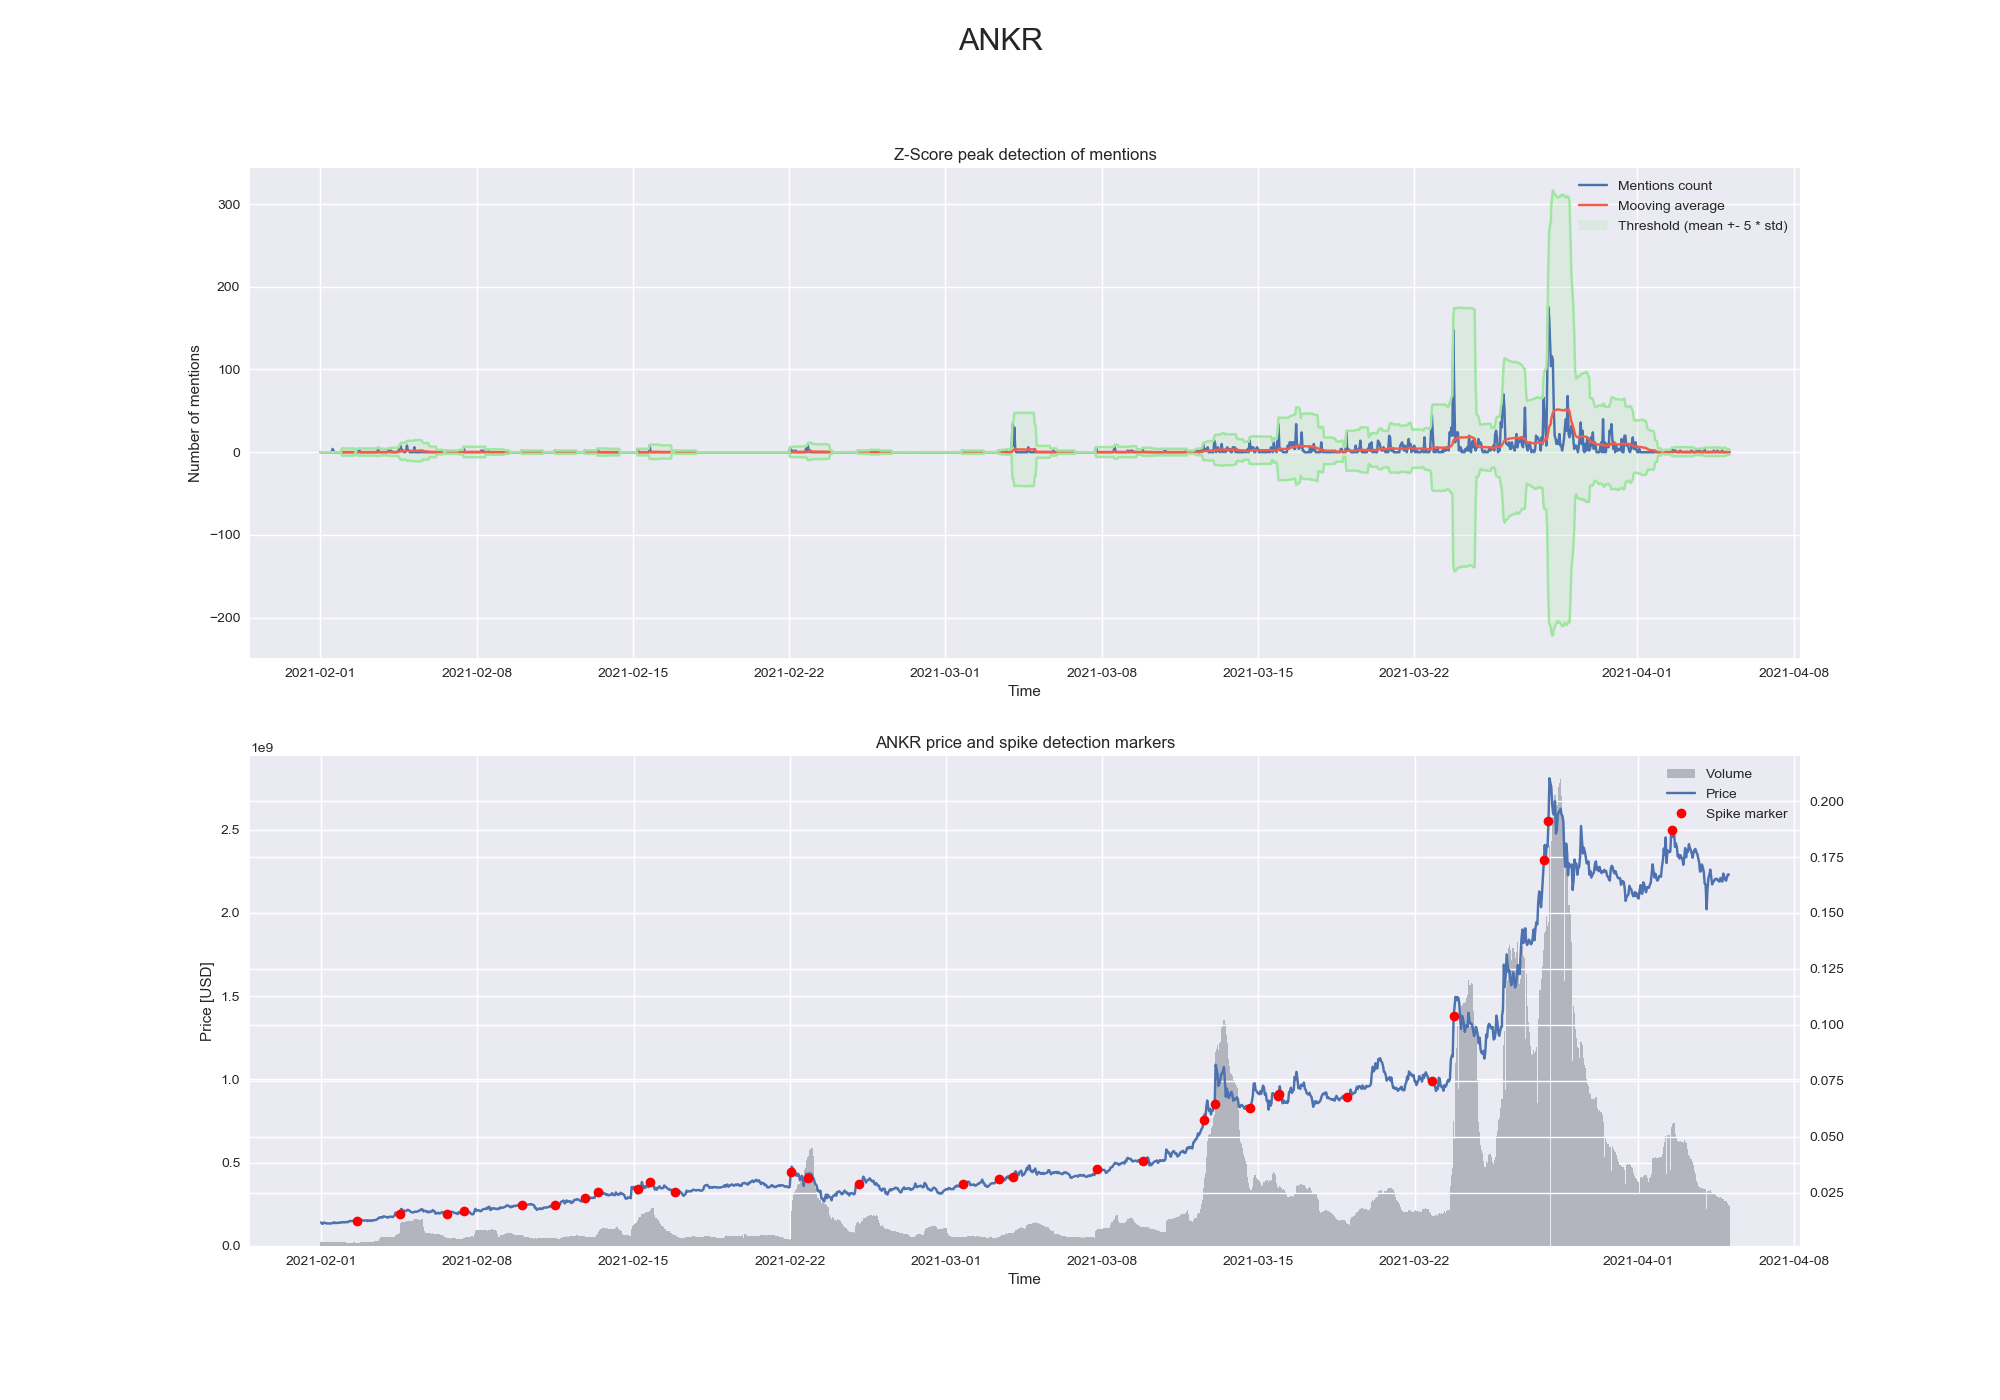 ANKR
Z-Score peak detection of mentions
Mentions count
Mooving average
Threshold (mean +- 5 * std)
300
200
100
0
−100
−200
Number of mentions
2021-02-01 2021-02-08 2021-02-15 2021-02-22 2021-03-01 2021-03-08 2021-03-15 2021-03-22 2021-04-01 2021-04-08
Time
ANKR price and spike detection markers
1e9
Volume
Price
Spike marker
2.5
2.0
1.5
1.0
0.5
0.0
Price [USD]
0.200
0.175
0.150
0.125
0.100
0.075
0.050
0.025
2021-02-01 2021-02-08 2021-02-15 2021-02-22 2021-03-01 2021-03-08 2021-03-15 2021-03-22 2021-04-01 2021-04-08
Time